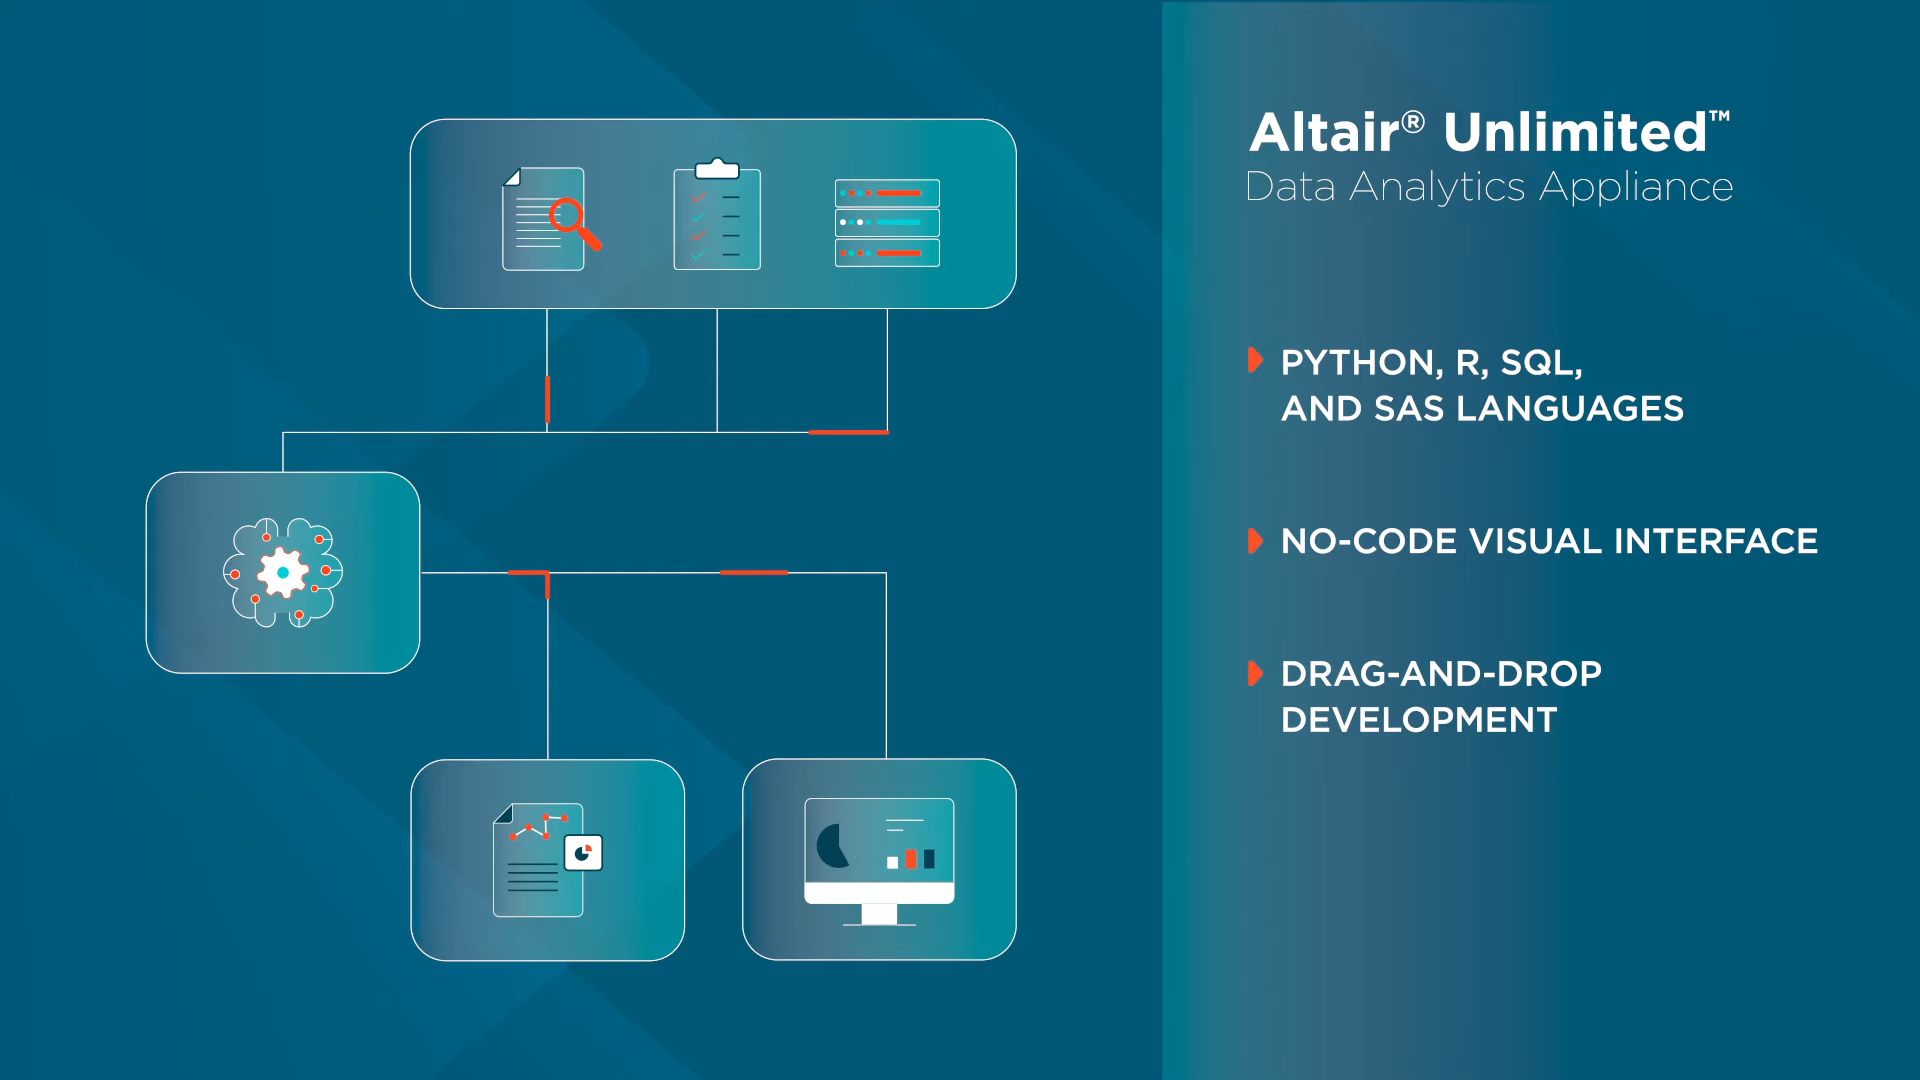 Altair® Unlimited™
Data Analytics Appliance
PYTHON, R, SQL,
AND SAS LANGUAGES
NO-CODE VISUAL INTERFACE
DRAG-AND-DROP
DEVELOPMENT